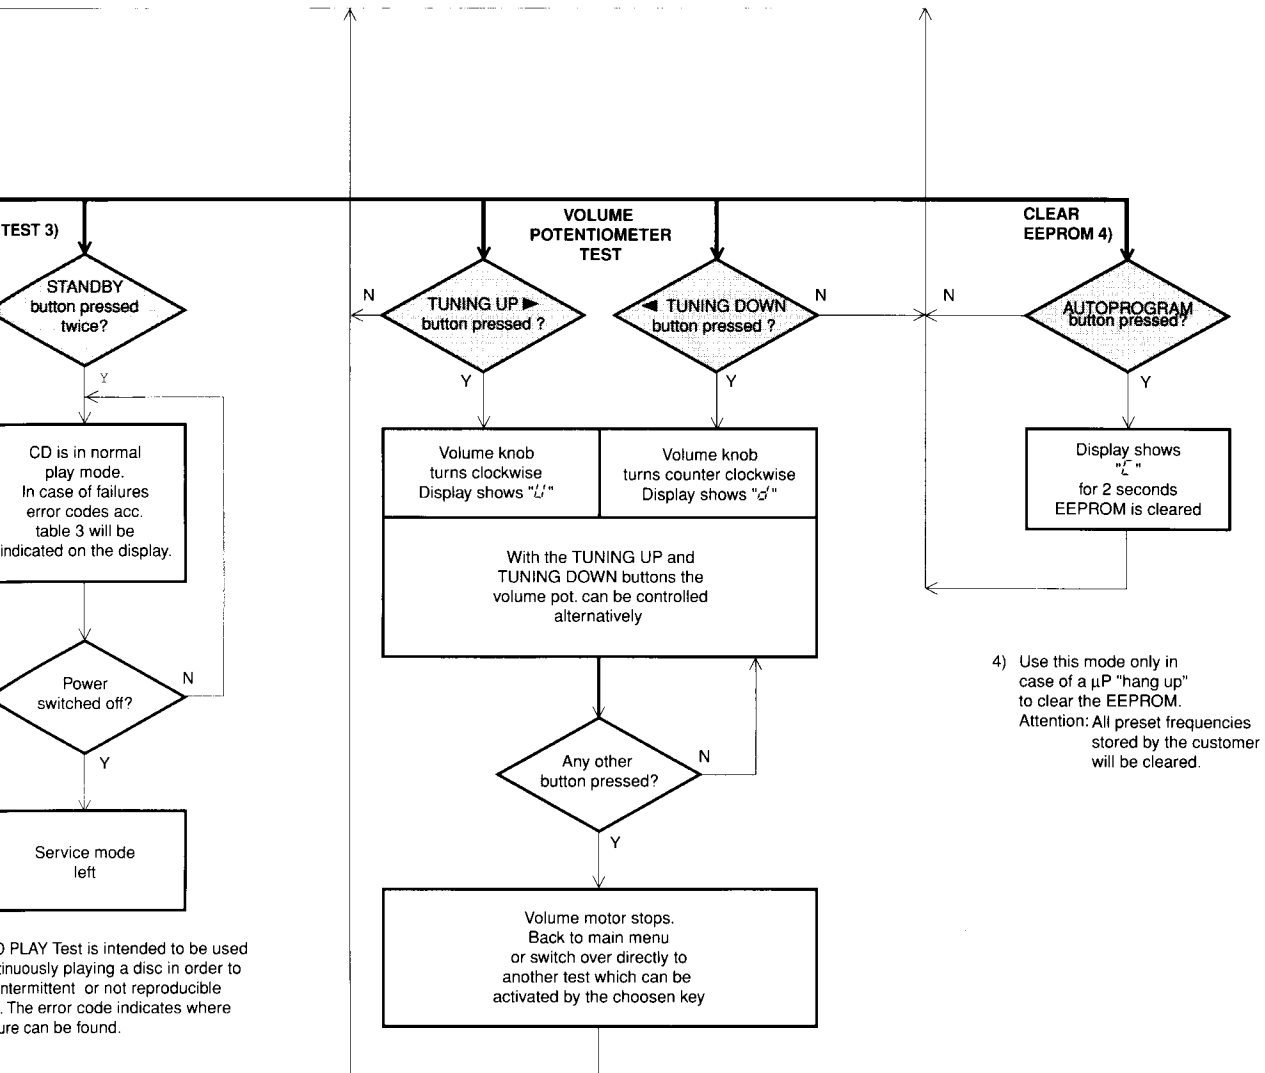 TEST 3)
STANDBY
button pressed
twice?
Y
CD is in normal
play mode.
In case of failures
error codes acc.
table 3 will be
indicated on the display.
Power
switched off?
N
Y
Service mode
left
PLAY Test is intended to be used
tinuously playing a disc in order to
ntermittent or not reproducible
. The error code indicates where
ure can be found.
VOLUME
POTENTIOMETER
TEST
N
TUNING UP ►
button pressed ?
Y
◄ TUNING DOWN
button pressed ?
N
Y
Volume knob
turns clockwise
Display shows "U"
Volume knob
turns counter clockwise
Display shows "d"
With the TUNING UP and
TUNING DOWN buttons the
volume pot. can be controlled
alternatively
Any other
button pressed?
N
Y
Volume motor stops.
Back to main menu
or switch over directly to
another test which can be
activated by the choosen key
CLEAR
EEPROM 4)
N
AUTOPROGRAM
button pressed?
Y
Display shows
"C"
for 2 seconds
EEPROM is cleared
4) Use this mode only in
case of a µP "hang up"
to clear the EEPROM.
Attention: All preset frequencies
stored by the customer
will be cleared.